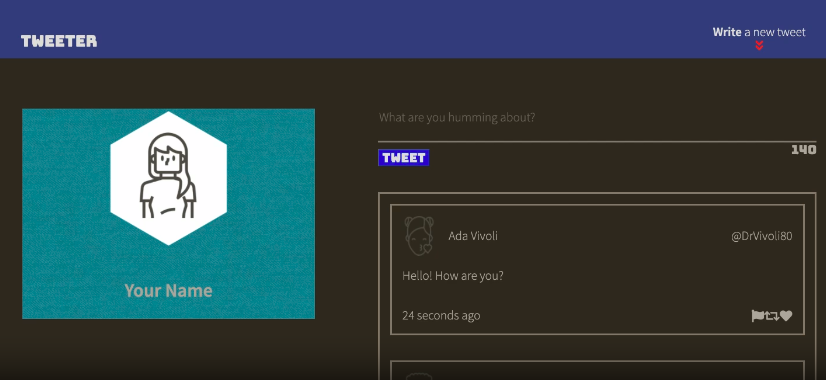 TWEETER
Write a new tweet
What are you humming about?
TWEET
140
Your Name
Ada Vivoli
@DrVivoli80
Hello! How are you?
24 seconds ago